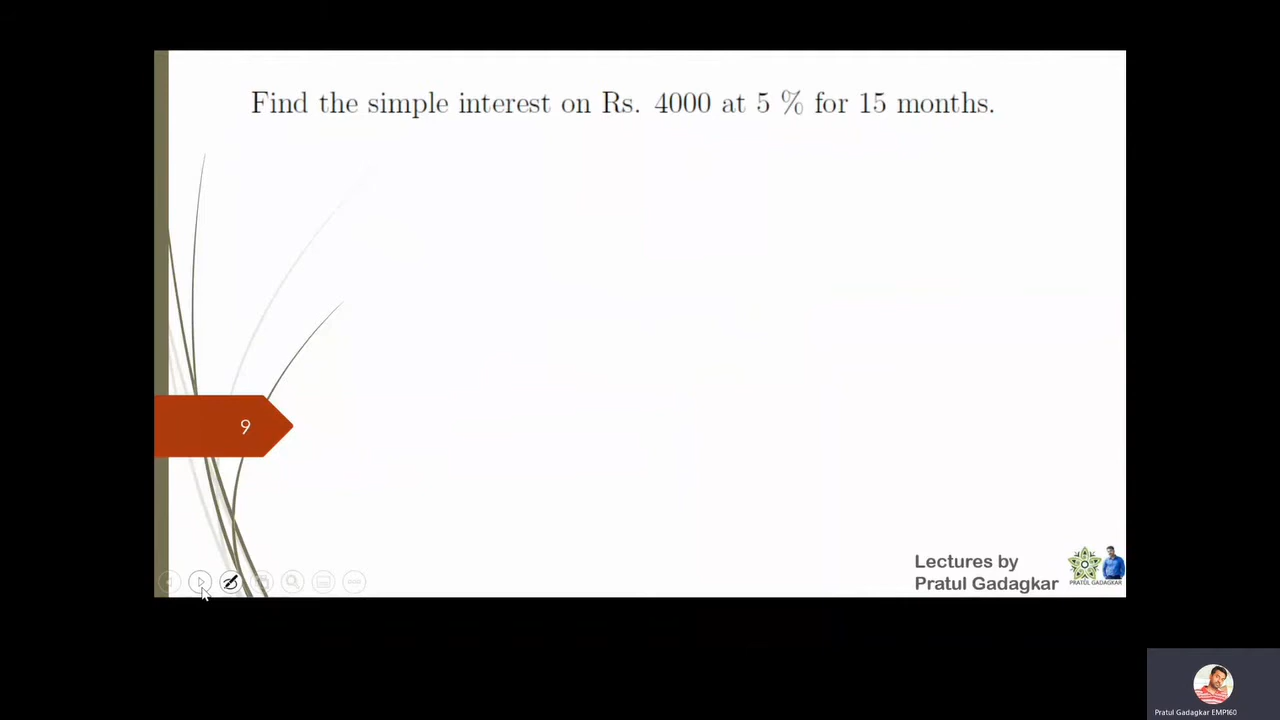 Find the simple interest on Rs. 4000 at 5 % for 15 months.
9
Lectures by
Pratul Gadagkar
PRATUL GADAGKAR
Pratul Gadagkar EMP160